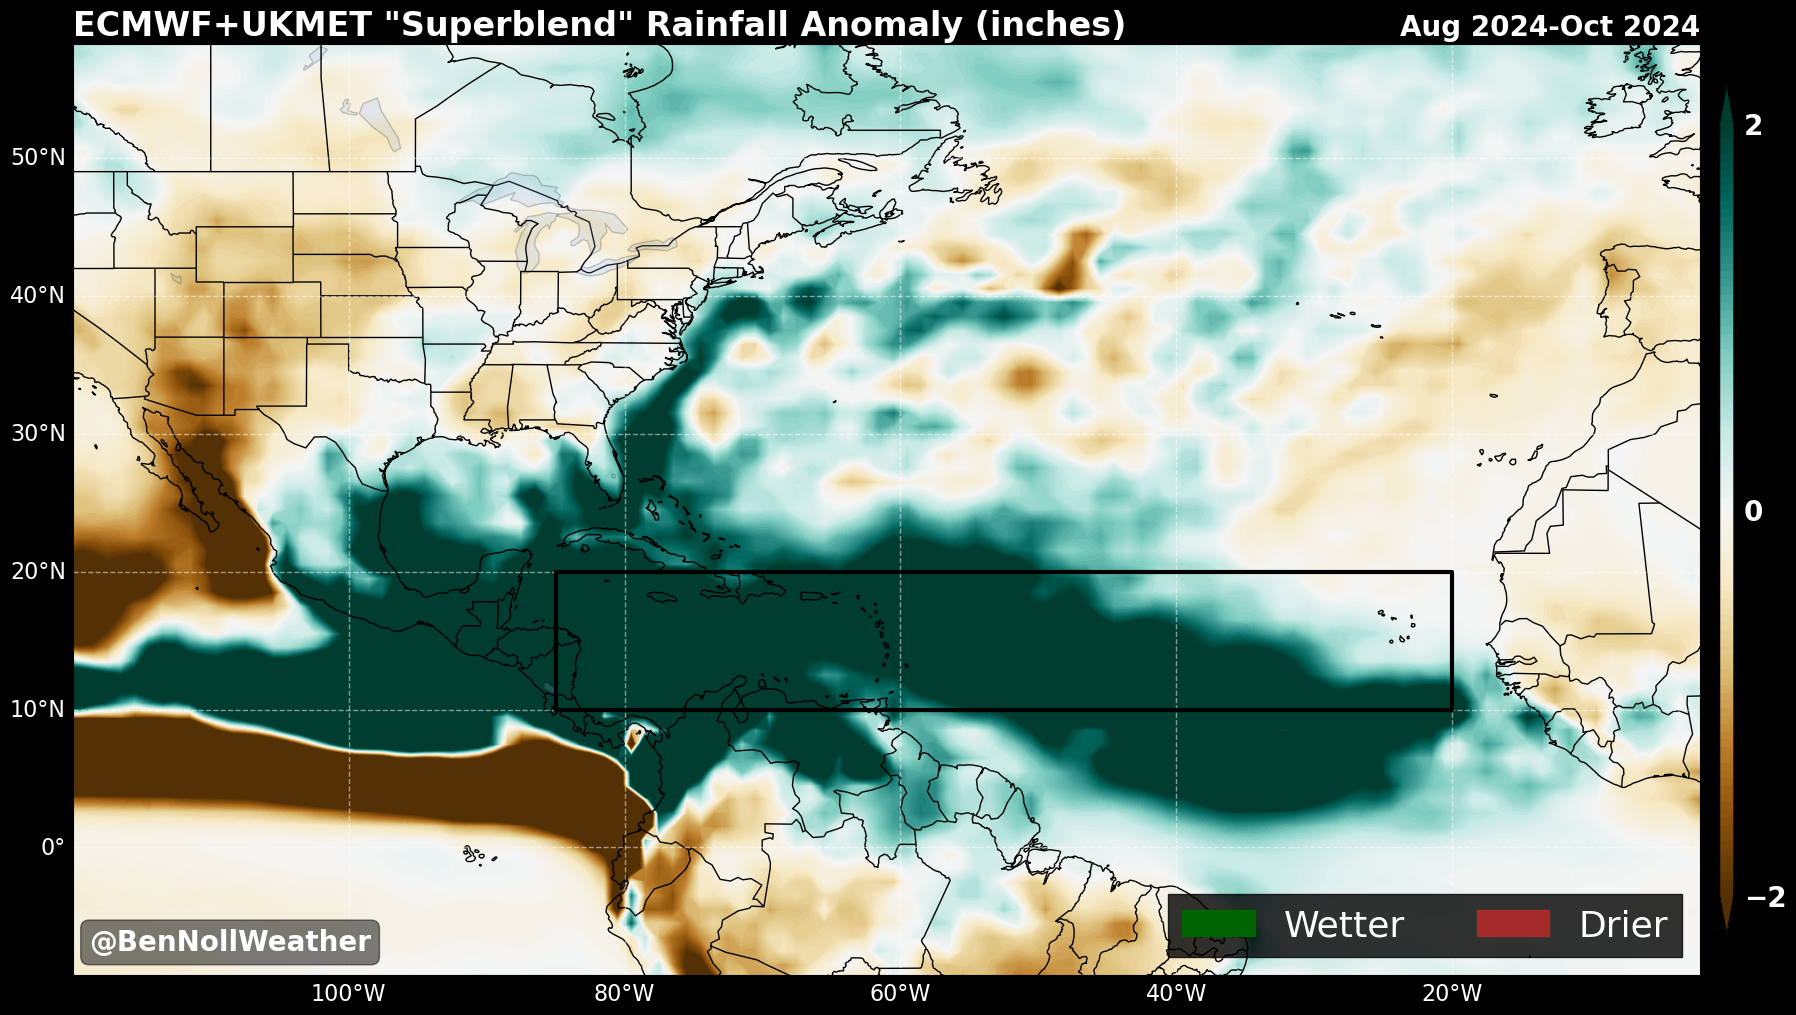 ECMWF+UKMET "Superblend" Rainfall Anomaly (inches)
Aug 2024-Oct 2024
50°N
40°N
30°N
20°N
10°N
0°
100°W
80°W
60°W
40°W
20°W
2
0
−2
@BenNollWeather
Wetter
Drier